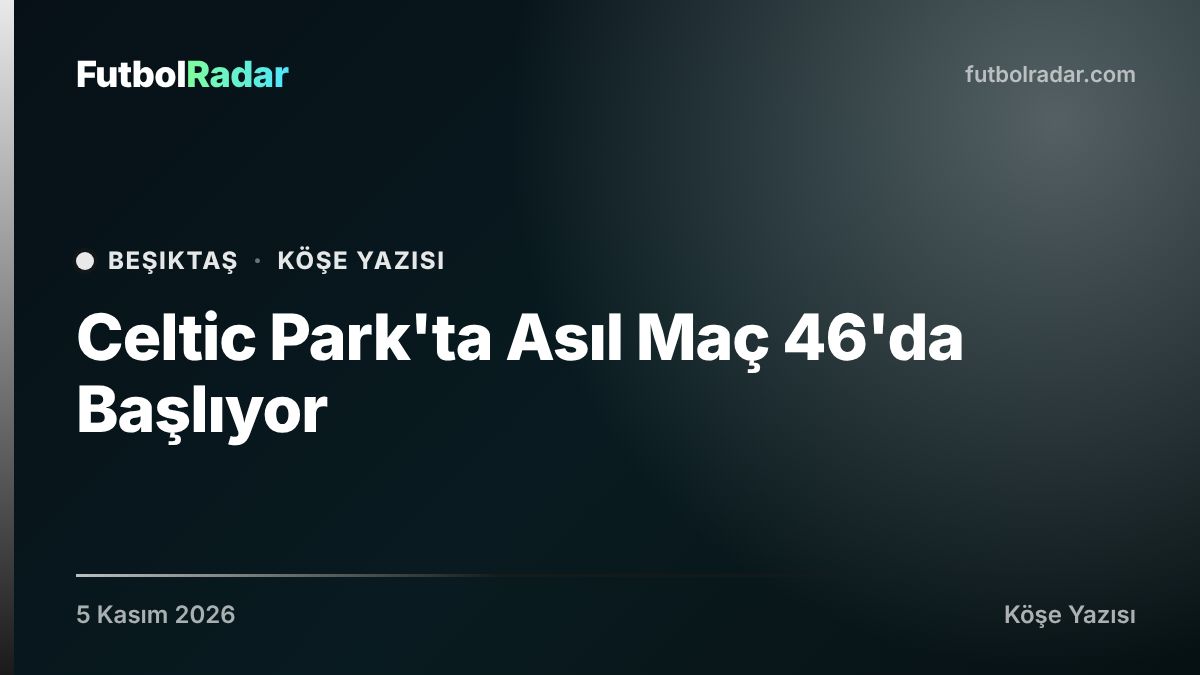 FutbolRadar
futbolradar.com
BEŞIKTAŞ · KÖŞE YAZISI
Celtic Park'ta Asıl Maç 46'da
Başlıyor
5 Kasım 2026
Köşe Yazısı